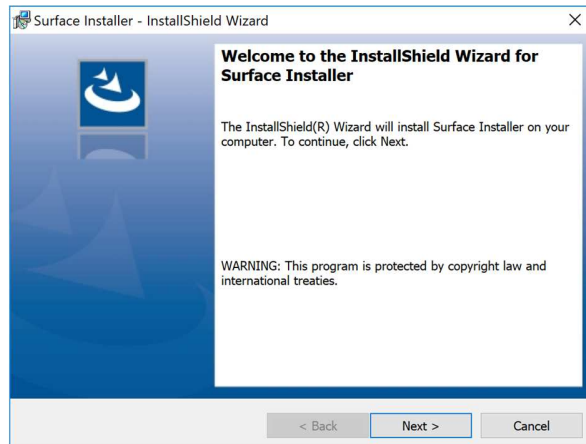 Surface Installer - InstallShield Wizard
Welcome to the InstallShield Wizard for
Surface Installer
The InstallShield(R) Wizard will install Surface Installer on your
computer. To continue, click Next.
WARNING: This program is protected by copyright law and
international treaties.
< Back
Next >
Cancel